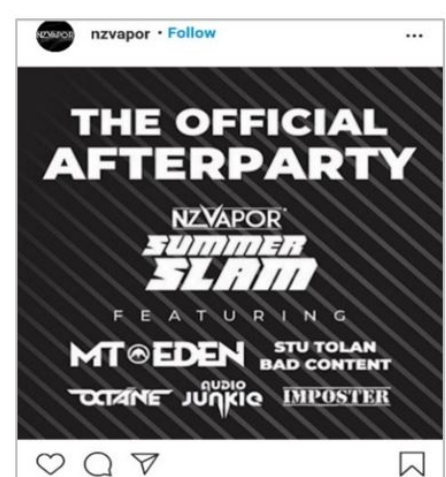 NZVAPOR
nzvapor • Follow
THE OFFICIAL
AFTERPARTY
NZVAPOR
SUMMER
SLAM
FEATURING
MT EDEN
STU TOLAN
BAD CONTENT
OCTANE
AUDIO
JUNKIE
IMPOSTER